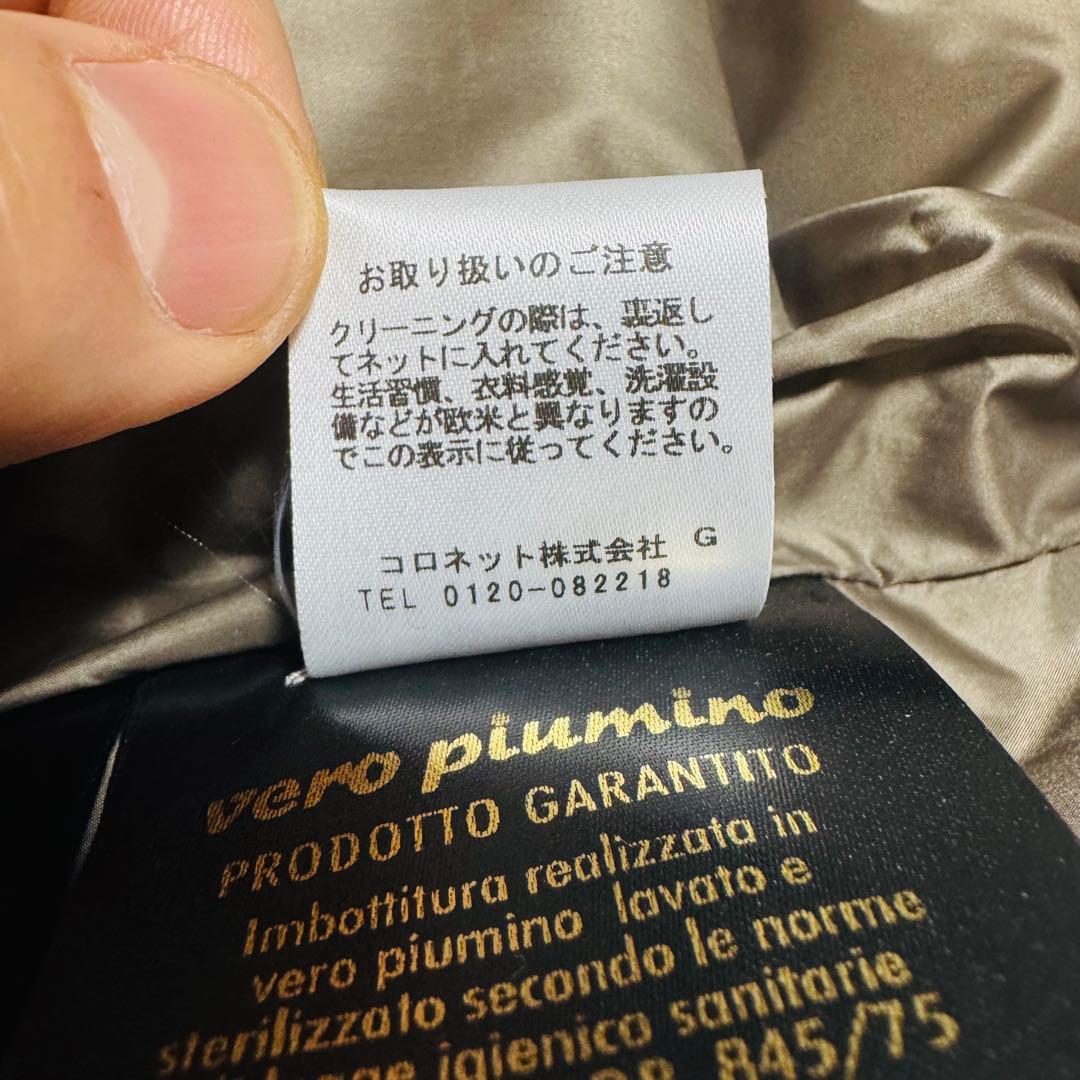 お取り扱いのご注意
クリーニングの際は、裏返し
てネットに入れてください。
生活習慣、衣料感覚、洗濯設
備などが欧米と異なりますの
でこの表示に従ってください。
コロネット株式会社 G
TEL 0120-082218
vero piumino
PRODOTTO GARANTITO
Imbottitura realizzata in
vero piumino lavato e
sterilizzato secondo le norme
igienico sanitarie
845/75